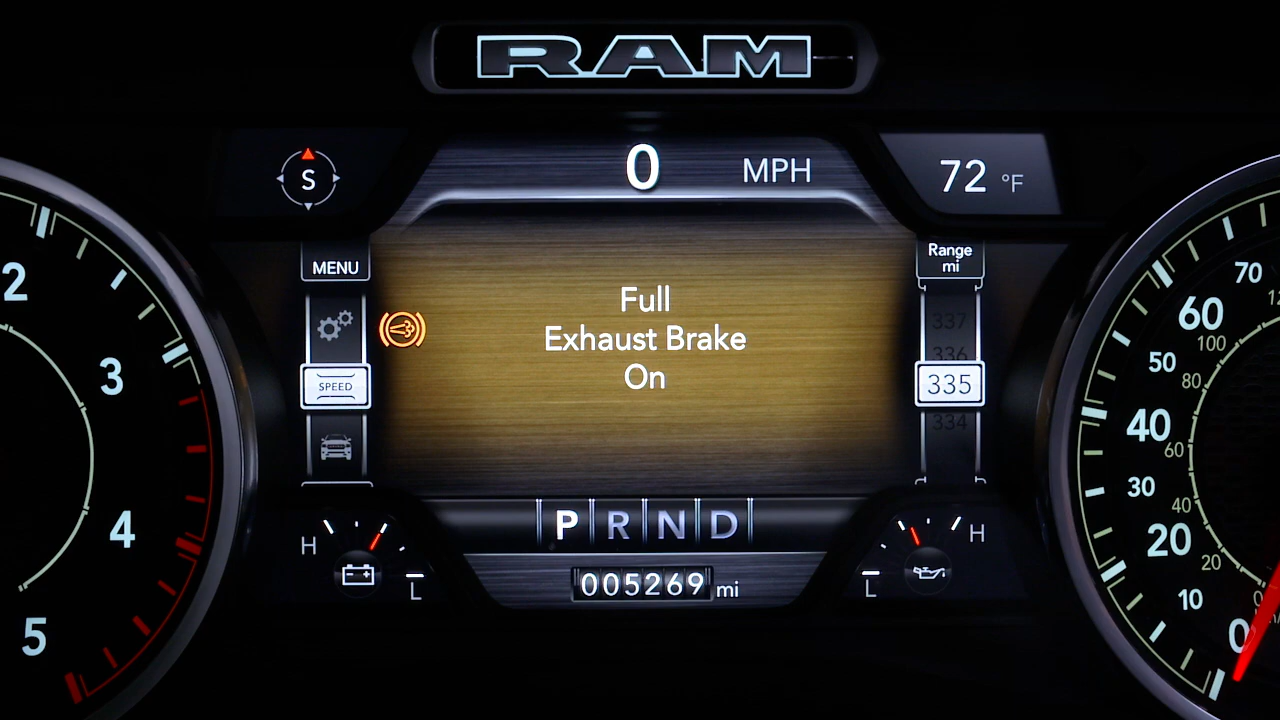 RAM
S
0 MPH
72 °F
MENU
SPEED
Full
Exhaust Brake
On
Range
mi
337
336
335
334
P R N D
005269 mi
H
L
H
L
2
3
4
5
70
60
50
40
30
20
10
0
100
80
60
40
20
0